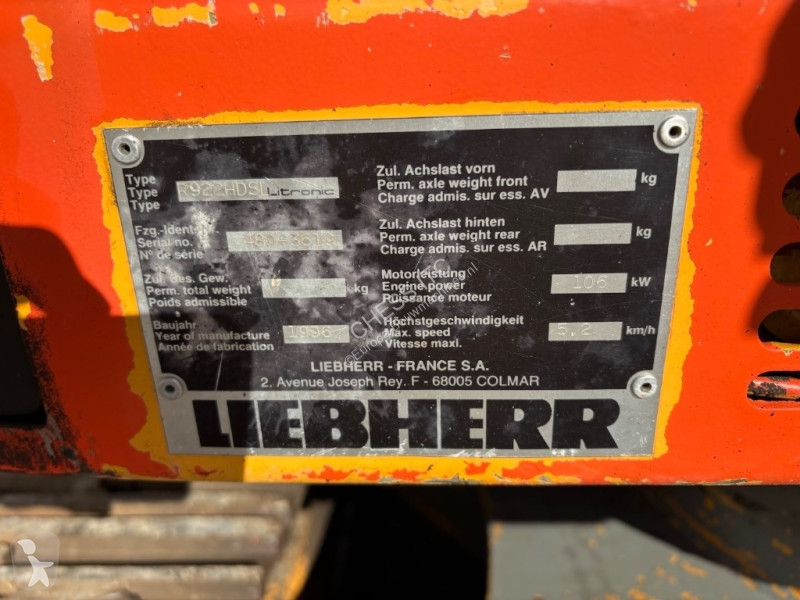 Type
Type
Type
R922HDSL Litronic
Fzg.-Ident-Nr.
Serial no.
N° de série
Zul. Ges. Gew.
Perm. total weight
Poids admissible
kg
Baujahr
Year of manufacture
Année de fabrication
1996
Zul. Achslast vorn
Perm. axle weight front
Charge admis. sur ess. AV
kg
Zul. Achslast hinten
Perm. axle weight rear
Charge admis. sur ess. AR
kg
Motorleistung
Engine power
Puissance moteur
106 kW
Höchstgeschwindigkeit
Max. speed
Vitesse maxi.
5.2 km/h
LIEBHERR - FRANCE S.A.
2. Avenue Joseph Rey. F - 68005 COLMAR
LIEBHERR